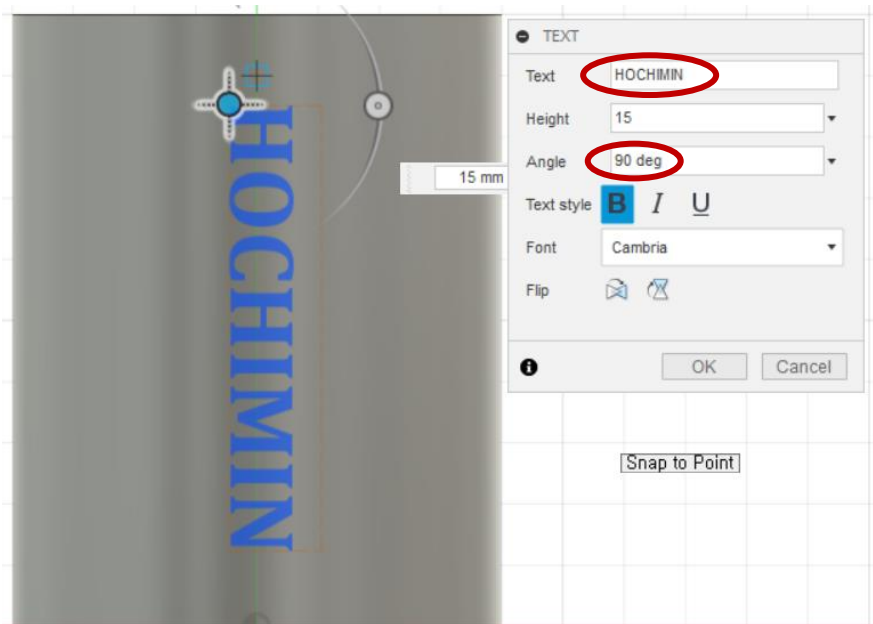 TEXT
Text HOCHIMIN
Height 15
15 mm
Angle 90 deg
Text style B I U
Font Cambria
Flip
OK Cancel
HOCHIMIN
Snap to Point